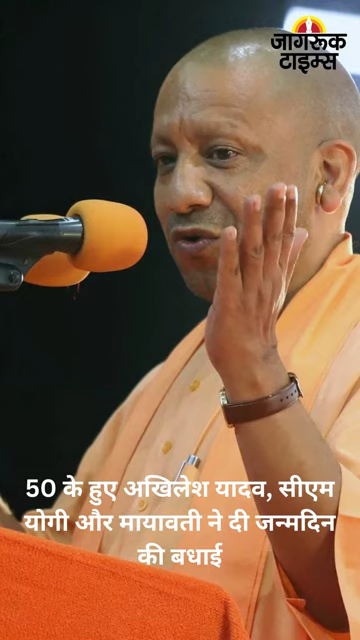 जागरूक
टाइम्स
50 के हुए अखिलेश यादव, सीएम
योगी और मायावती ने दी जन्मदिन
की बधाई